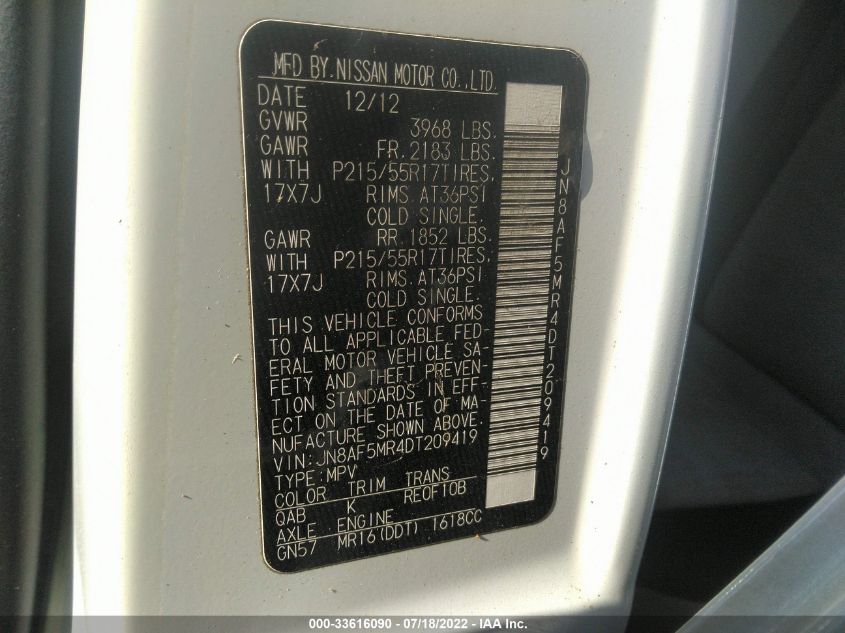 MFD BY.NISSAN MOTOR CO.,LTD.
DATE 12/12
GVWR 3968 LBS.
GAWR FR.2183 LBS.
WITH P215/55R17TIRES,
17X7J RIMS AT36PSI
COLD SINGLE.
GAWR RR.1852 LBS.
WITH P215/55R17TIRES,
17X7J RIMS AT36PSI
COLD SINGLE.
THIS VEHICLE CONFORMS
TO ALL APPLICABLE FED-
ERAL MOTOR VEHICLE SA-
FETY AND THEFT PREVEN-
TION STANDARDS IN EFF-
ECT ON THE DATE OF MA-
NUFACTURE SHOWN ABOVE.
VIN:JN8AF5MR4DT209419
TYPE:MPV
COLOR TRIM TRANS
QAB K RE0F10B
AXLE ENGINE
GN57 MR16(DDT) 1618CC
JN8AF5MR4DT209419
000-33616090 - 07/18/2022 - IAA Inc.